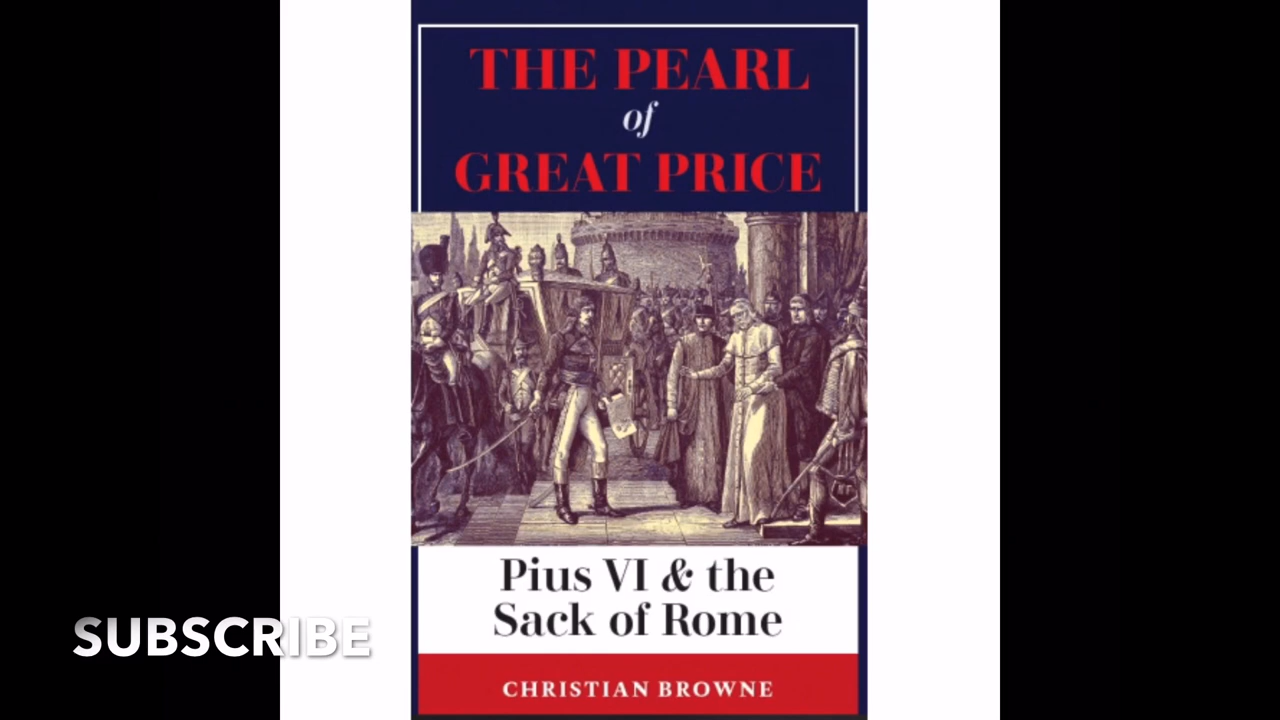 THE PEARL
of
GREAT PRICE
Pius VI & the
Sack of Rome
CHRISTIAN BROWNE
SUBSCRIBE